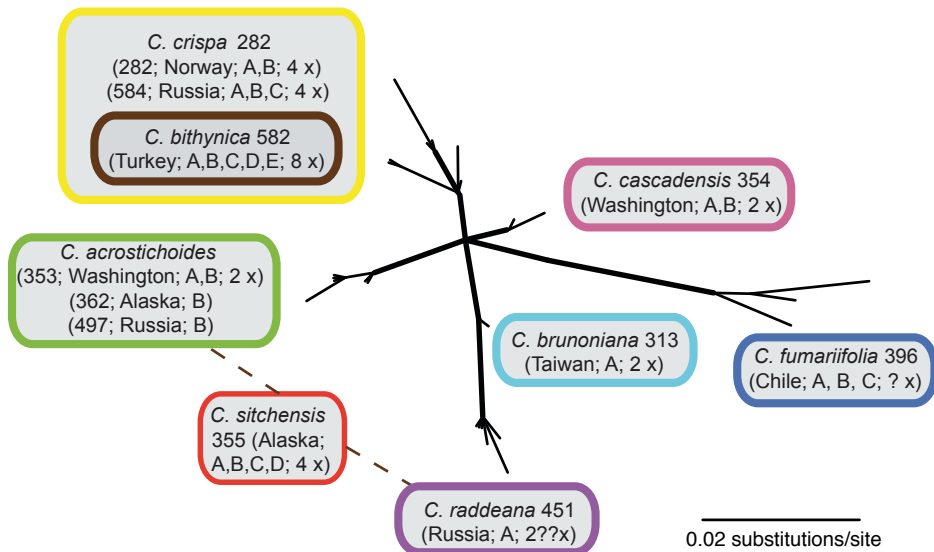 C. crispa 282
(282; Norway; A,B; 4 x)
(584; Russia; A,B,C; 4 x)
C. bithynica 582
(Turkey; A,B,C,D,E; 8 x)
C. cascadensis 354
(Washington; A,B; 2 x)
C. acrostichoides
(353; Washington; A,B; 2 x)
(362; Alaska; B)
(497; Russia; B)
C. brunoniana 313
(Taiwan; A; 2 x)
C. fumariifolia 396
(Chile; A, B, C; ? x)
C. sitchensis
355 (Alaska;
A,B,C,D; 4 x)
C. raddeana 451
(Russia; A; 2??x)
0.02 substitutions/site